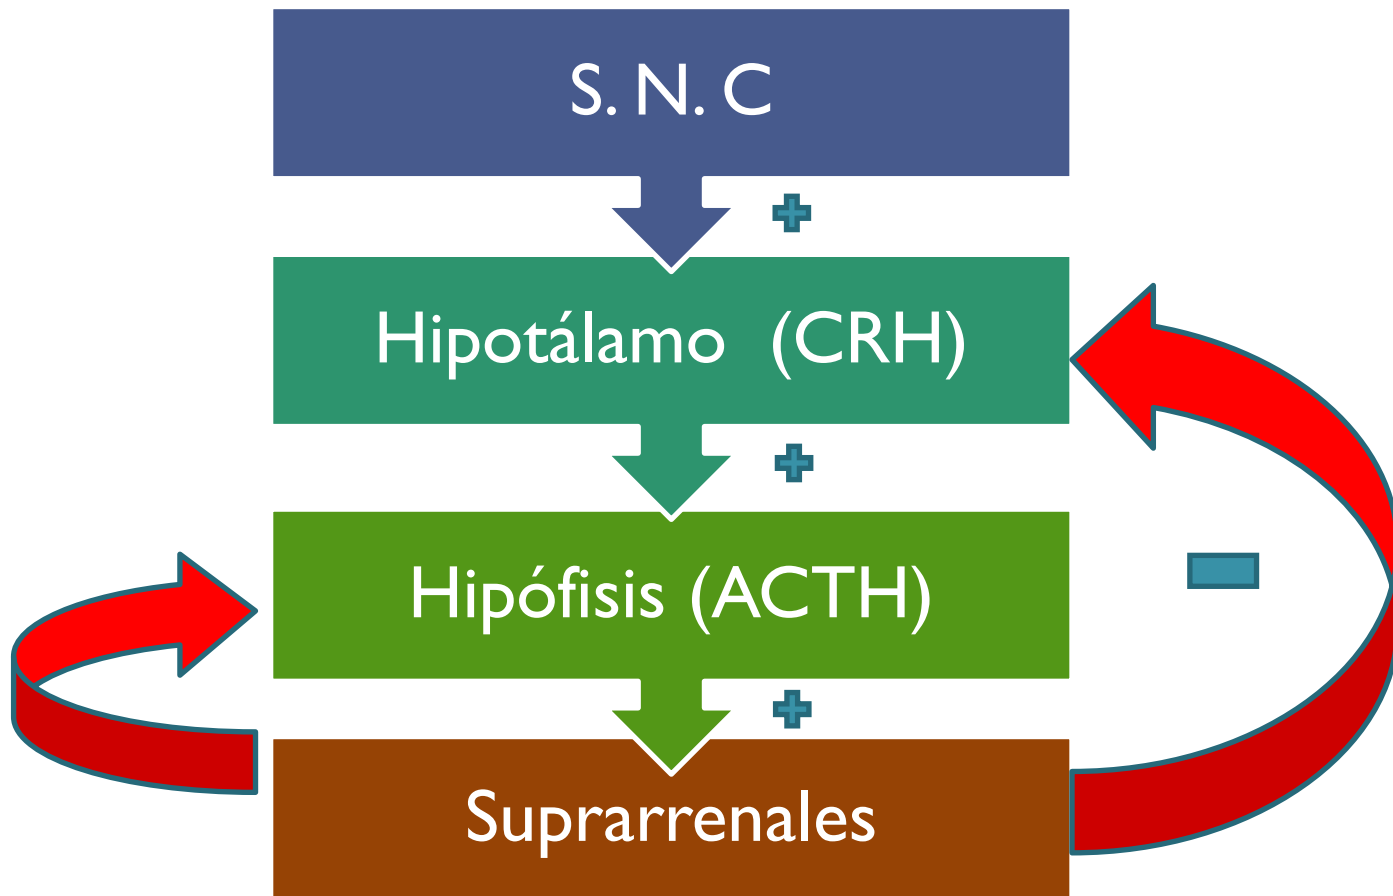 S. N. C
Hipotálamo (CRH)
Hipófisis (ACTH)
Suprarrenales